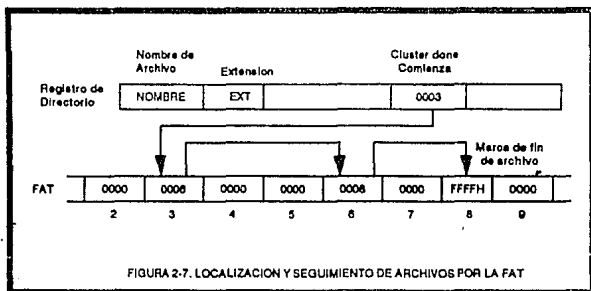 Nombre de
Archivo
Extension
Cluster done
Comienza
Registro de
Directorio
NOMBRE EXT 0003
Marca de fin
de archivo
FAT 0000 0006 0000 0000 0008 0000 FFFFH 0000
2 3 4 5 6 7 8 9
FIGURA 2-7. LOCALIZACION Y SEGUIMIENTO DE ARCHIVOS POR LA FAT